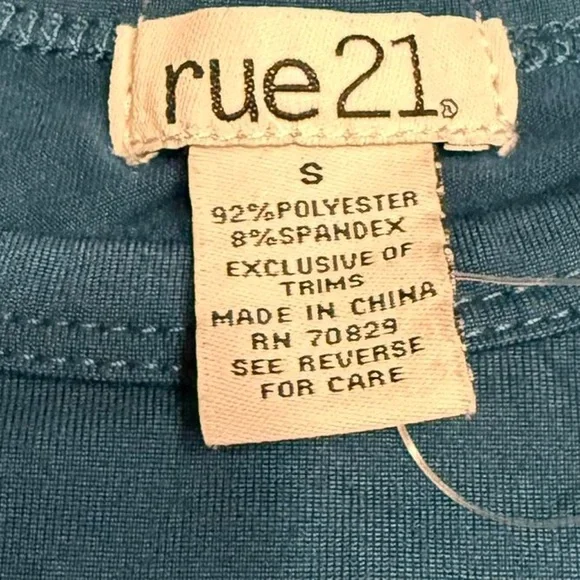 rue21®
S
92%POLYESTER
8%SPANDEX
EXCLUSIVE OF
TRIMS
MADE IN CHINA
RN 70829
SEE REVERSE
FOR CARE